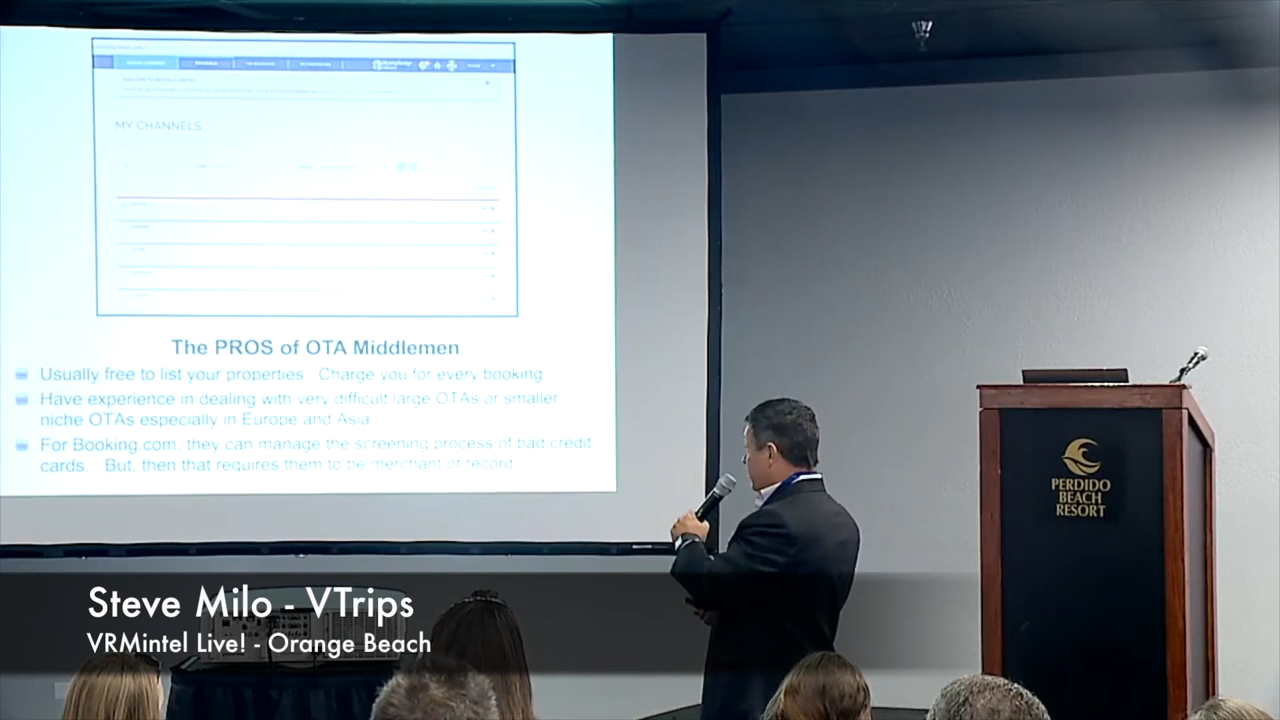 MY CHANNELS
The PROS of OTA Middlemen
Usually free to list your properties. Charge you for every booking
Have experience in dealing with very difficult large OTAs or smaller
niche OTAs especially in Europe and Asia
For Booking.com, they can manage the screening process of bad credit
cards. But, then that requires them to be merchant of record
PERDIDO
BEACH
RESORT
Steve Milo - VTrips
VRMintel Live! - Orange Beach